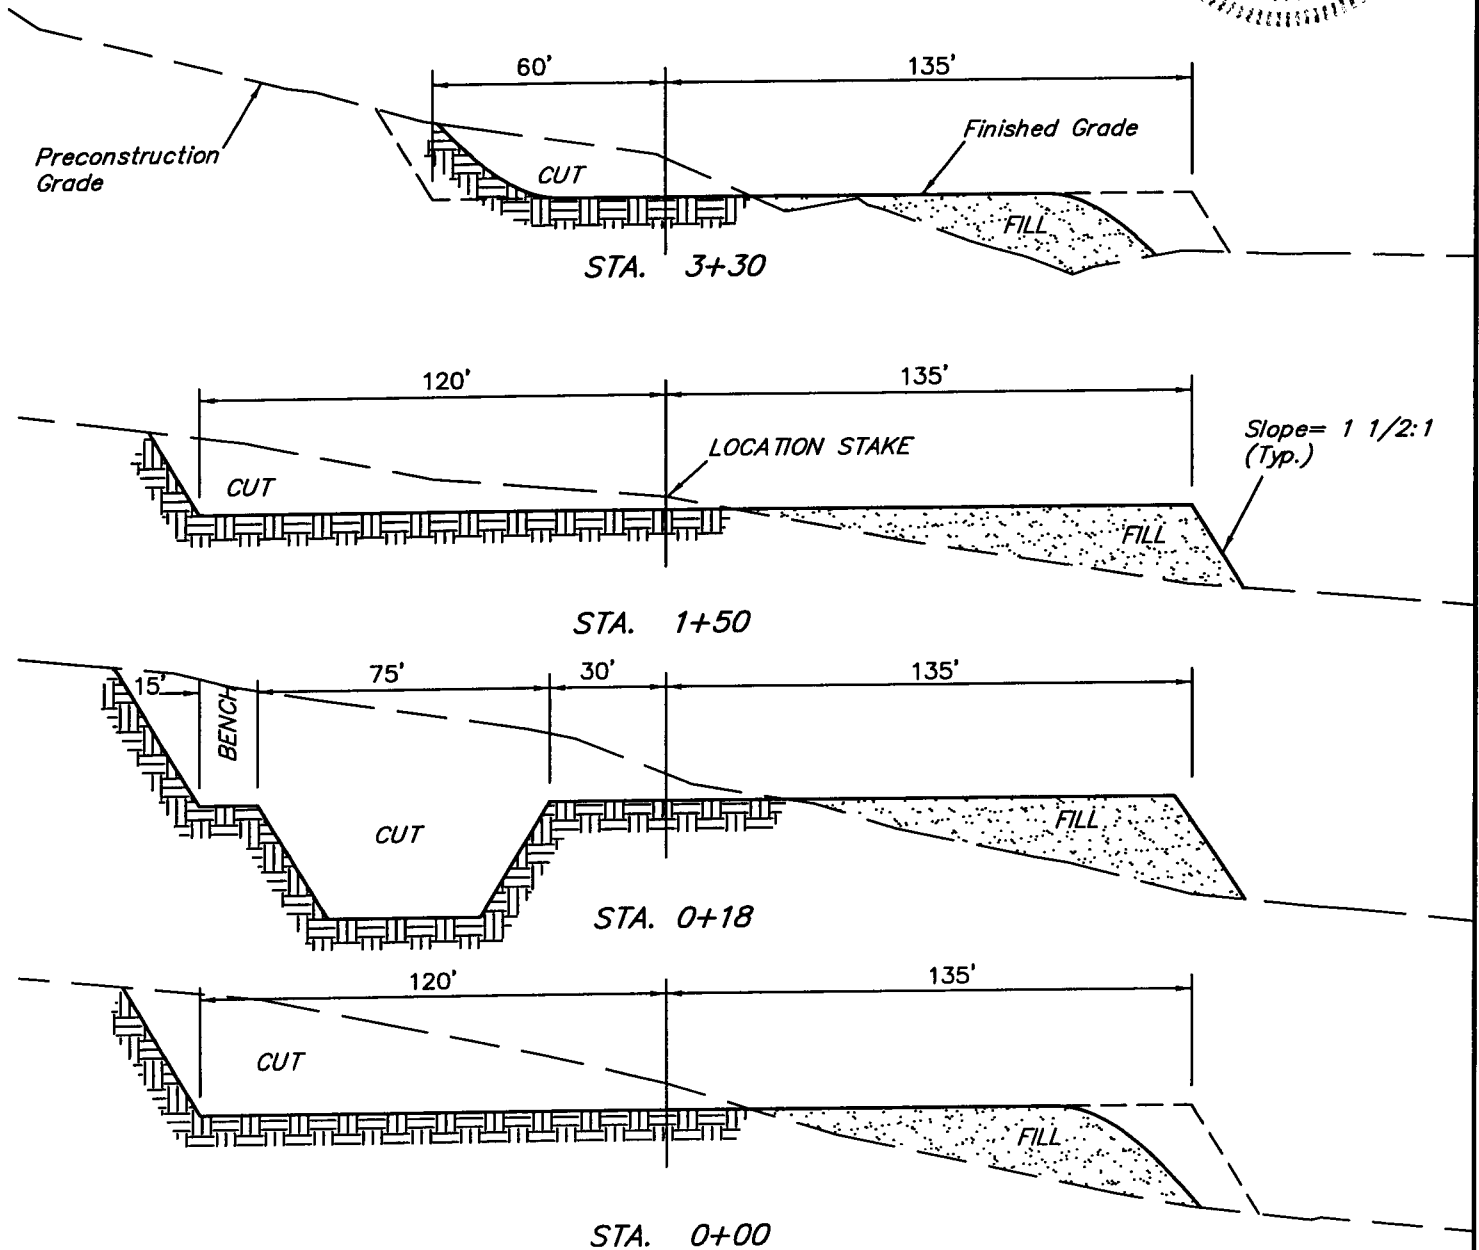 60'
135'
Preconstruction
Grade
Finished Grade
CUT
FILL
STA. 3+30
120'
135'
LOCATION STAKE
Slope= 1 1/2:1
(Typ.)
CUT
FILL
STA. 1+50
15'
75'
30'
135'
BENCH
CUT
FILL
STA. 0+18
120'
135'
CUT
FILL
STA. 0+00